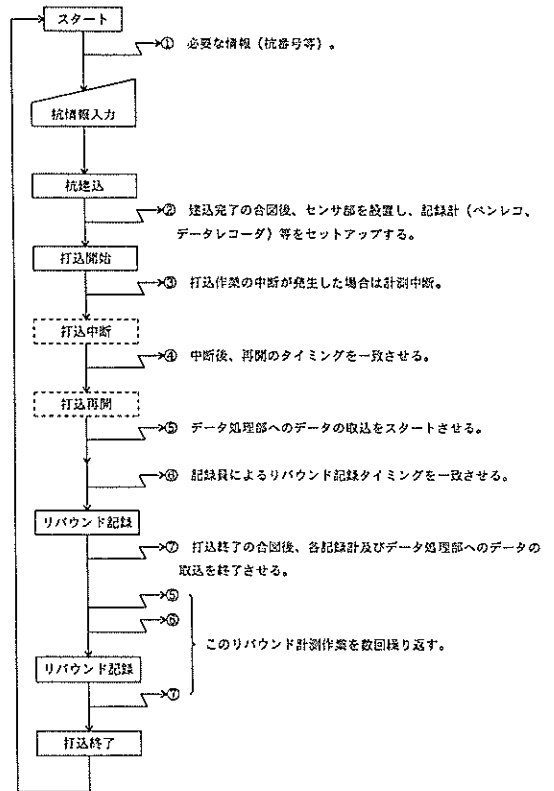 スタート
① 必要な情報（杭番号等）。
杭情報入力
杭建込
② 建込完了の合図後、センサ部を設置し、記録計（ペンレコ、
データレコーダ）等をセットアップする。
打込開始
③ 打込作業の中断が発生した場合は計測中断。
打込中断
④ 中断後、再開のタイミングを一致させる。
打込再開
⑤ データ処理部へのデータの取込をスタートさせる。
⑥ 記録員によるリバウンド記録タイミングを一致させる。
リバウンド記録
⑦ 打込終了の合図後、各記録計及びデータ処理部へのデータの
取込を終了させる。
⑤
⑥
このリバウンド計測作業を数回繰り返す。
リバウンド記録
⑦
打込終了